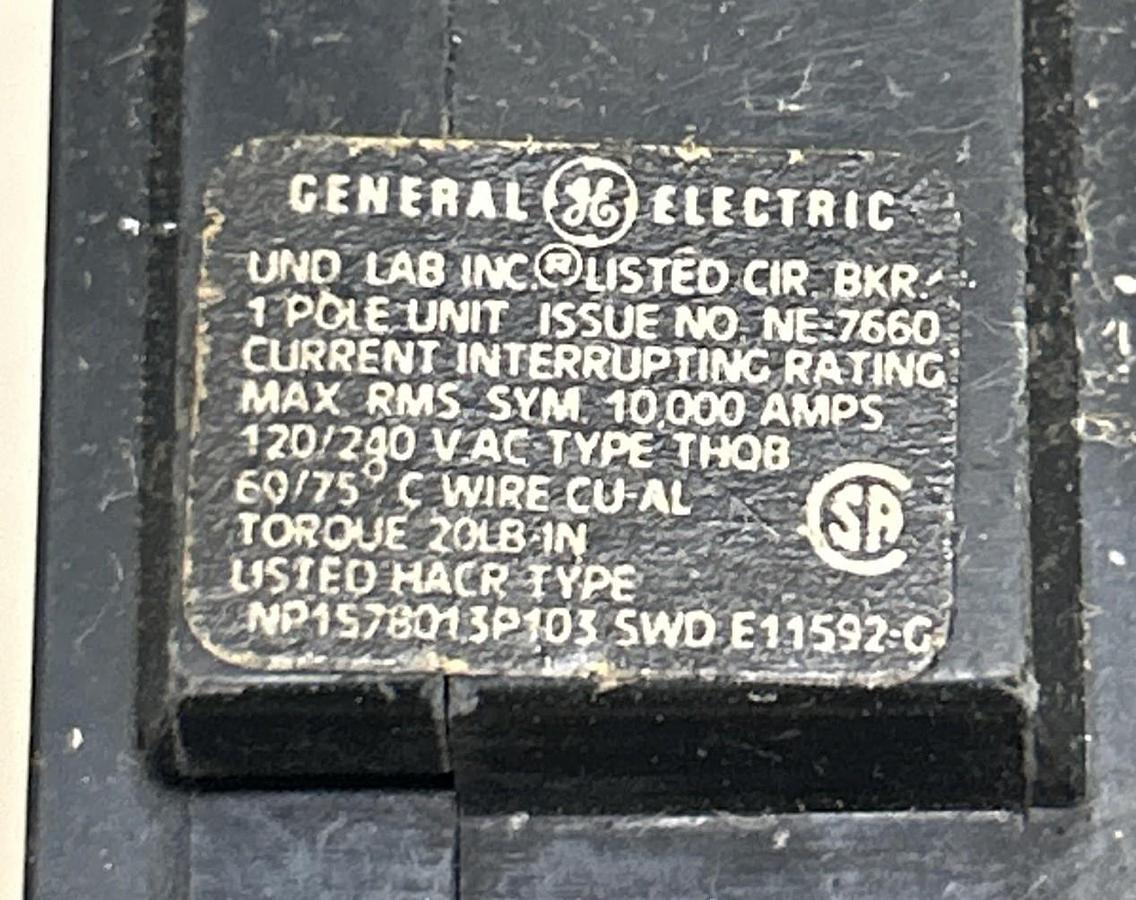 GENERAL GE ELECTRIC
UND. LAB INC.® LISTED CIR. BKR.
1 POLE UNIT ISSUE NO. NE-7660
CURRENT INTERRUPTING RATING
MAX RMS SYM. 10,000 AMPS
120/240 V.AC TYPE THQB
60/75° C WIRE CU-AL
TORQUE 20LB-IN
LISTED HACR TYPE
SA
NP1578013P103 SWD E11592-G